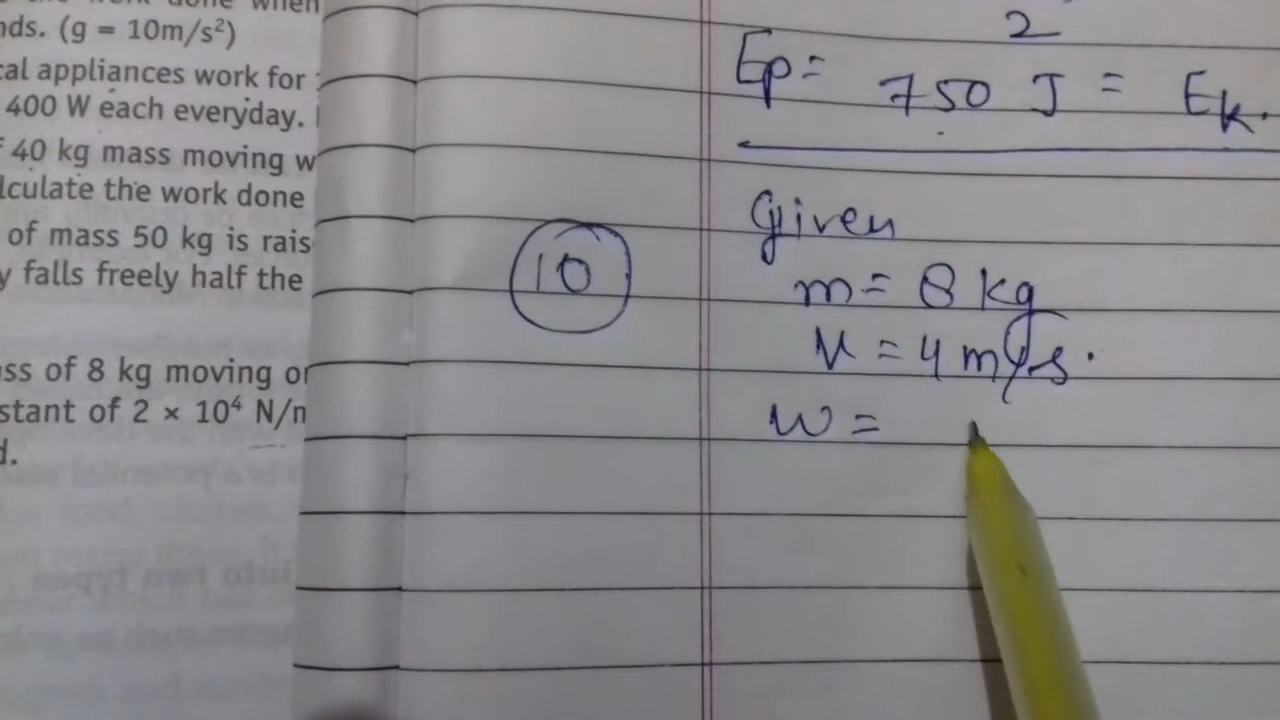 nds. (g = 10m/s²)
cal appliances work for
400 W each everyday.
40 kg mass moving w
lculate the work done
of mass 50 kg is rais
y falls freely half the
ss of 8 kg moving or
stant of 2 × 10⁴ N/m
d.
2
Ep = 750 J = Ek.
10
Given
m = 8 kg
u = 4 m/s.
W =